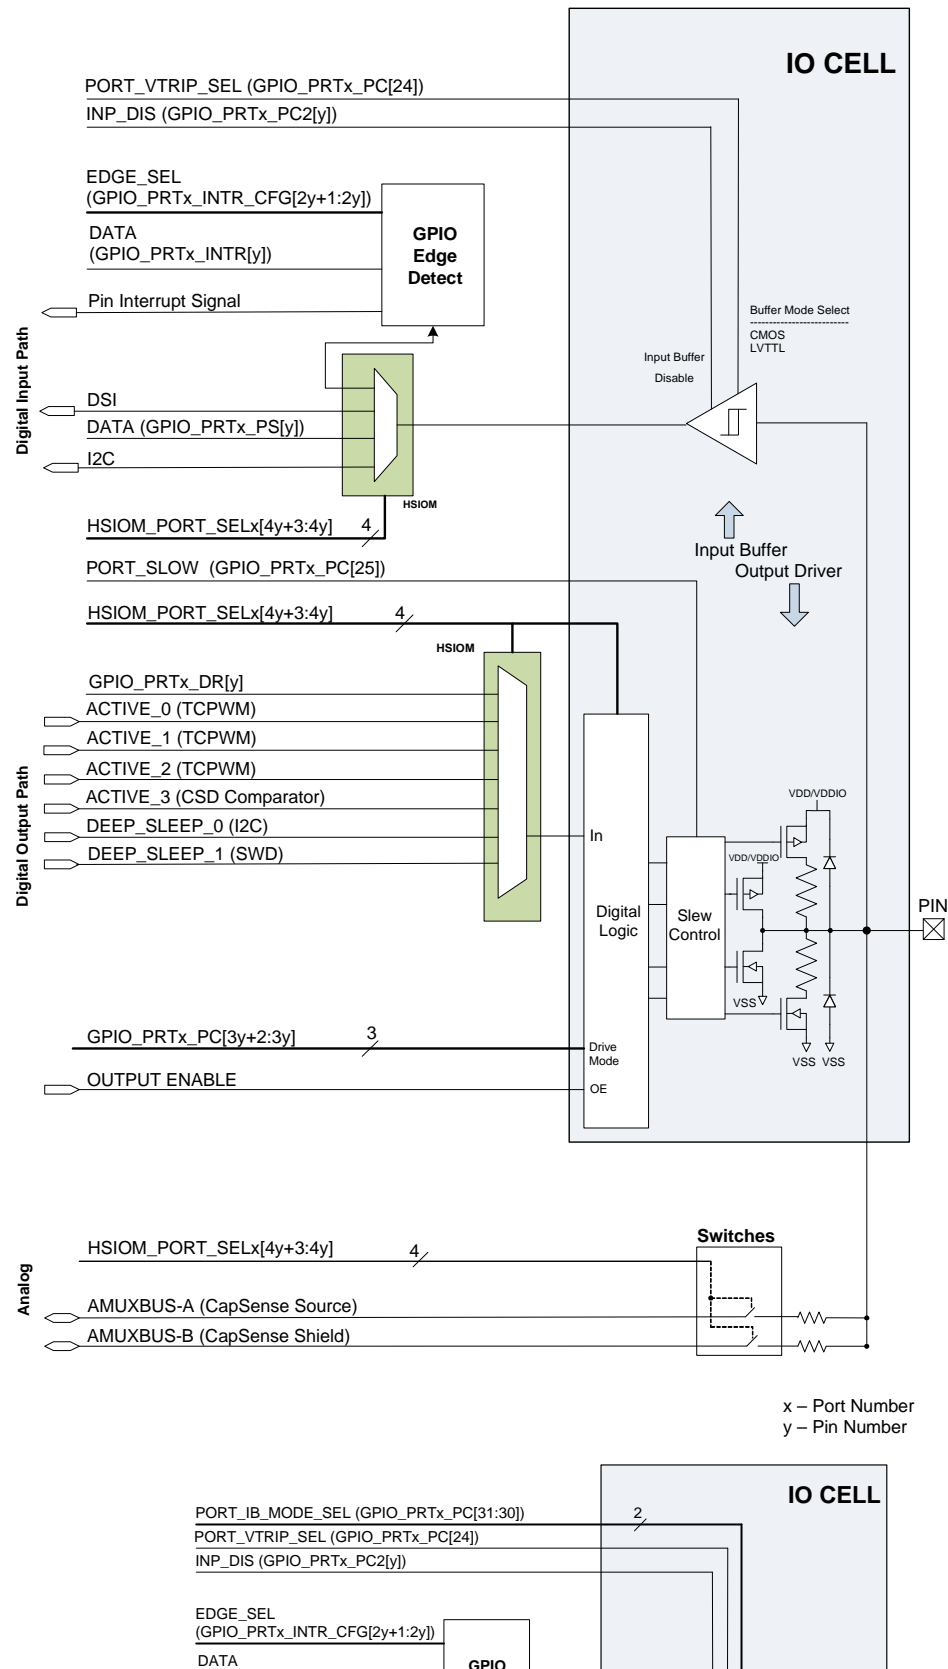 IO CELL
PORT_VTRIP_SEL (GPIO_PRTx_PC[24])
INP_DIS (GPIO_PRTx_PC2[y])
EDGE_SEL
(GPIO_PRTx_INTR_CFG[2y+1:2y])
DATA
(GPIO_PRTx_INTR[y])
GPIO
Edge
Detect
Pin Interrupt Signal
Buffer Mode Select
CMOS
LVTTL
Input Buffer
Disable
Digital Input Path
DSI
DATA (GPIO_PRTx_PS[y])
I2C
HSIOM
HSIOM_PORT_SELx[4y+3:4y]
4
Input Buffer
Output Driver
PORT_SLOW (GPIO_PRTx_PC[25])
HSIOM_PORT_SELx[4y+3:4y]
4
HSIOM
Digital Output Path
GPIO_PRTx_DR[y]
ACTIVE_0 (TCPWM)
ACTIVE_1 (TCPWM)
ACTIVE_2 (TCPWM)
ACTIVE_3 (CSD Comparator)
DEEP_SLEEP_0 (I2C)
DEEP_SLEEP_1 (SWD)
In
Digital
Logic
Slew
Control
VDD/VDDIO
VDD/VDDIO
PIN
VSS
VSS
VSS
GPIO_PRTx_PC[3y+2:3y]
3
Drive
Mode
OUTPUT ENABLE
OE
Analog
Switches
HSIOM_PORT_SELx[4y+3:4y]
4
AMUXBUS-A (CapSense Source)
AMUXBUS-B (CapSense Shield)
x – Port Number
y – Pin Number
IO CELL
PORT_IB_MODE_SEL (GPIO_PRTx_PC[31:30])
2
PORT_VTRIP_SEL (GPIO_PRTx_PC[24])
INP_DIS (GPIO_PRTx_PC2[y])
EDGE_SEL
(GPIO_PRTx_INTR_CFG[2y+1:2y])
DATA
GPIO